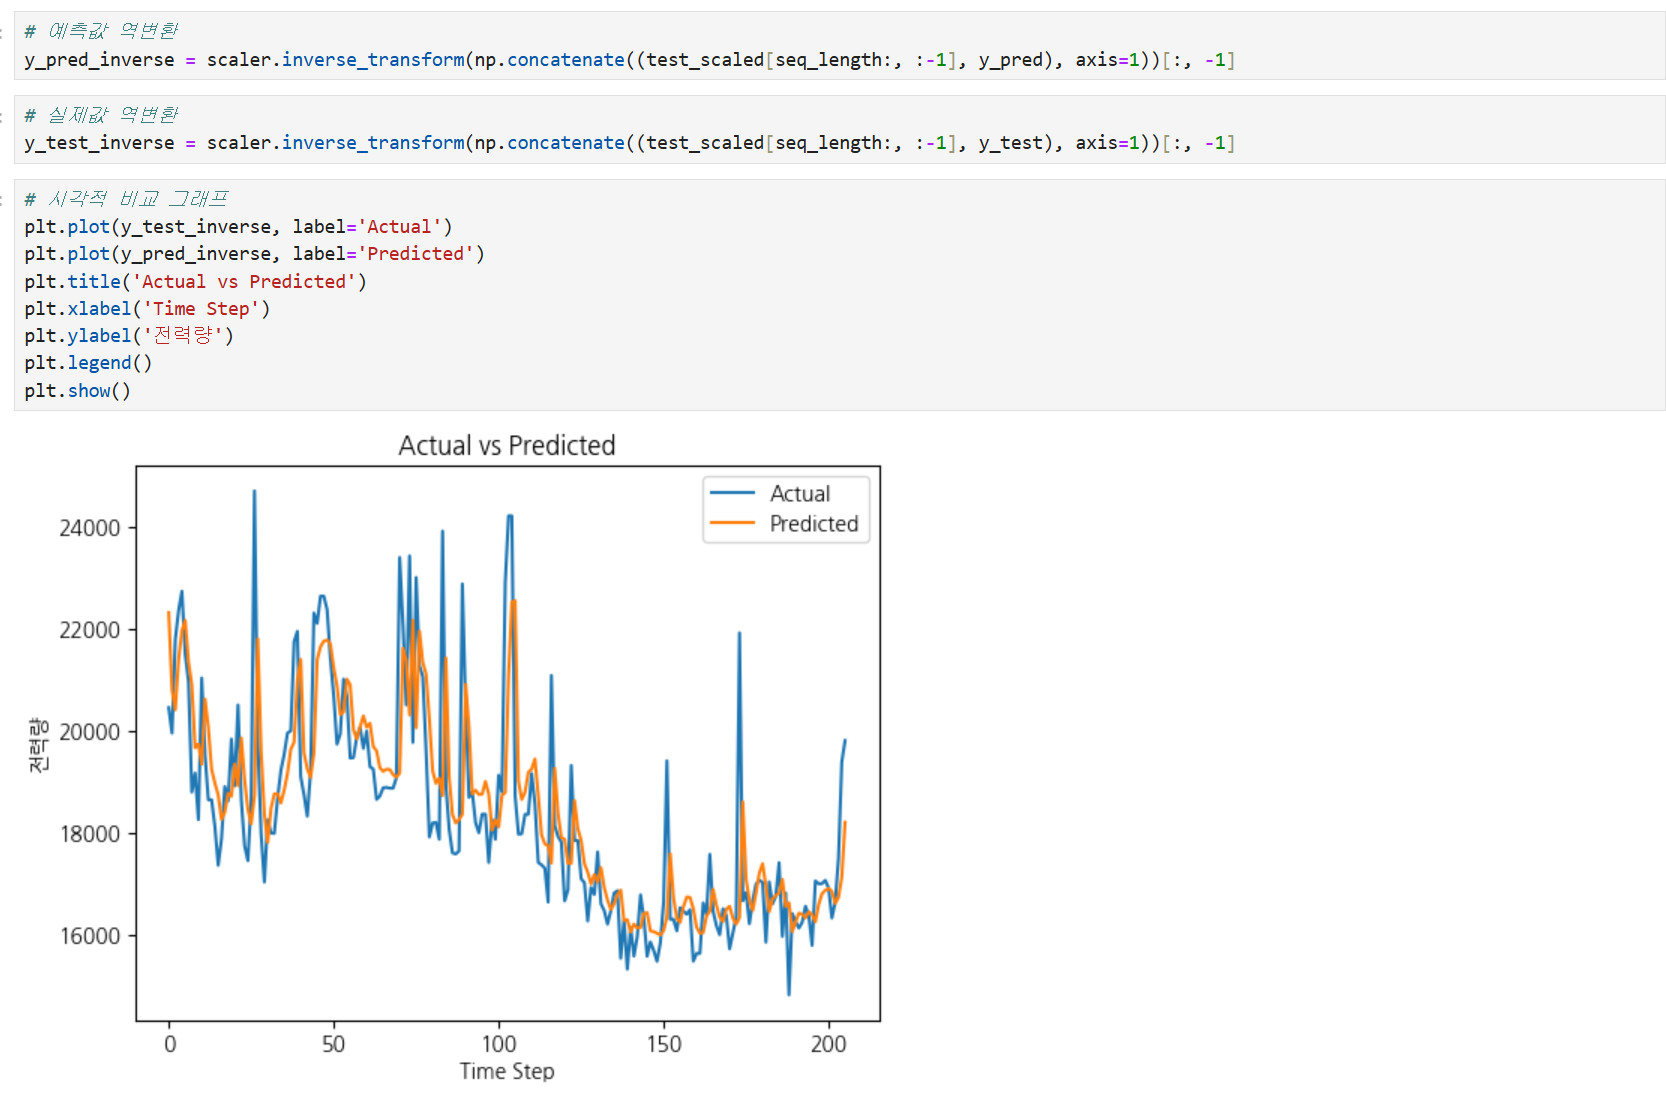 # 예측값 역변환
y_pred_inverse = scaler.inverse_transform(np.concatenate((test_scaled[seq_length:, :-1], y_pred), axis=1))[:, -1]
# 실제값 역변환
y_test_inverse = scaler.inverse_transform(np.concatenate((test_scaled[seq_length:, :-1], y_test), axis=1))[:, -1]
# 시각적 비교 그래프
plt.plot(y_test_inverse, label='Actual')
plt.plot(y_pred_inverse, label='Predicted')
plt.title('Actual vs Predicted')
plt.xlabel('Time Step')
plt.ylabel('전력량')
plt.legend()
plt.show()
Actual vs Predicted
Actual
Predicted
24000
22000
20000
18000
16000
전력량
0 50 100 150 200
Time Step